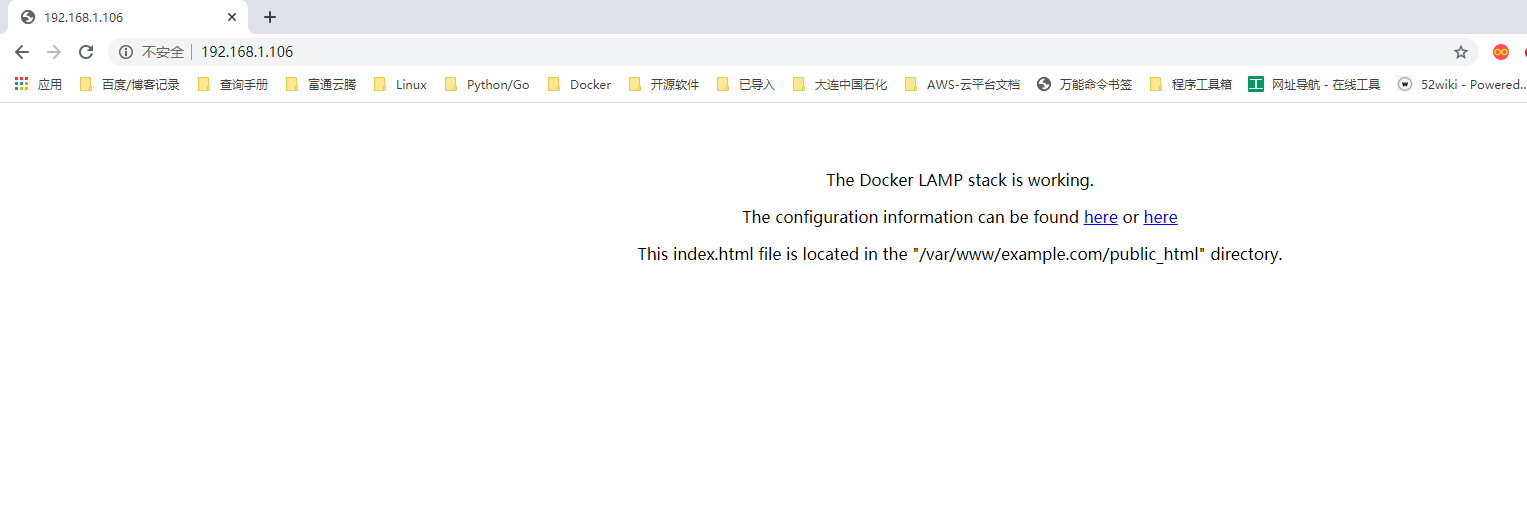 192.168.1.106
不安全 192.168.1.106
应用 百度/博客记录 查询手册 富通云腾 Linux Python/Go Docker 开源软件 已导入 大连中国石化 AWS-云平台文档 万能命令书签 程序工具箱 工 网址导航 - 在线工具 W 52wiki - Powered...
The Docker LAMP stack is working.
The configuration information can be found here or here
This index.html file is located in the "/var/www/example.com/public_html" directory.